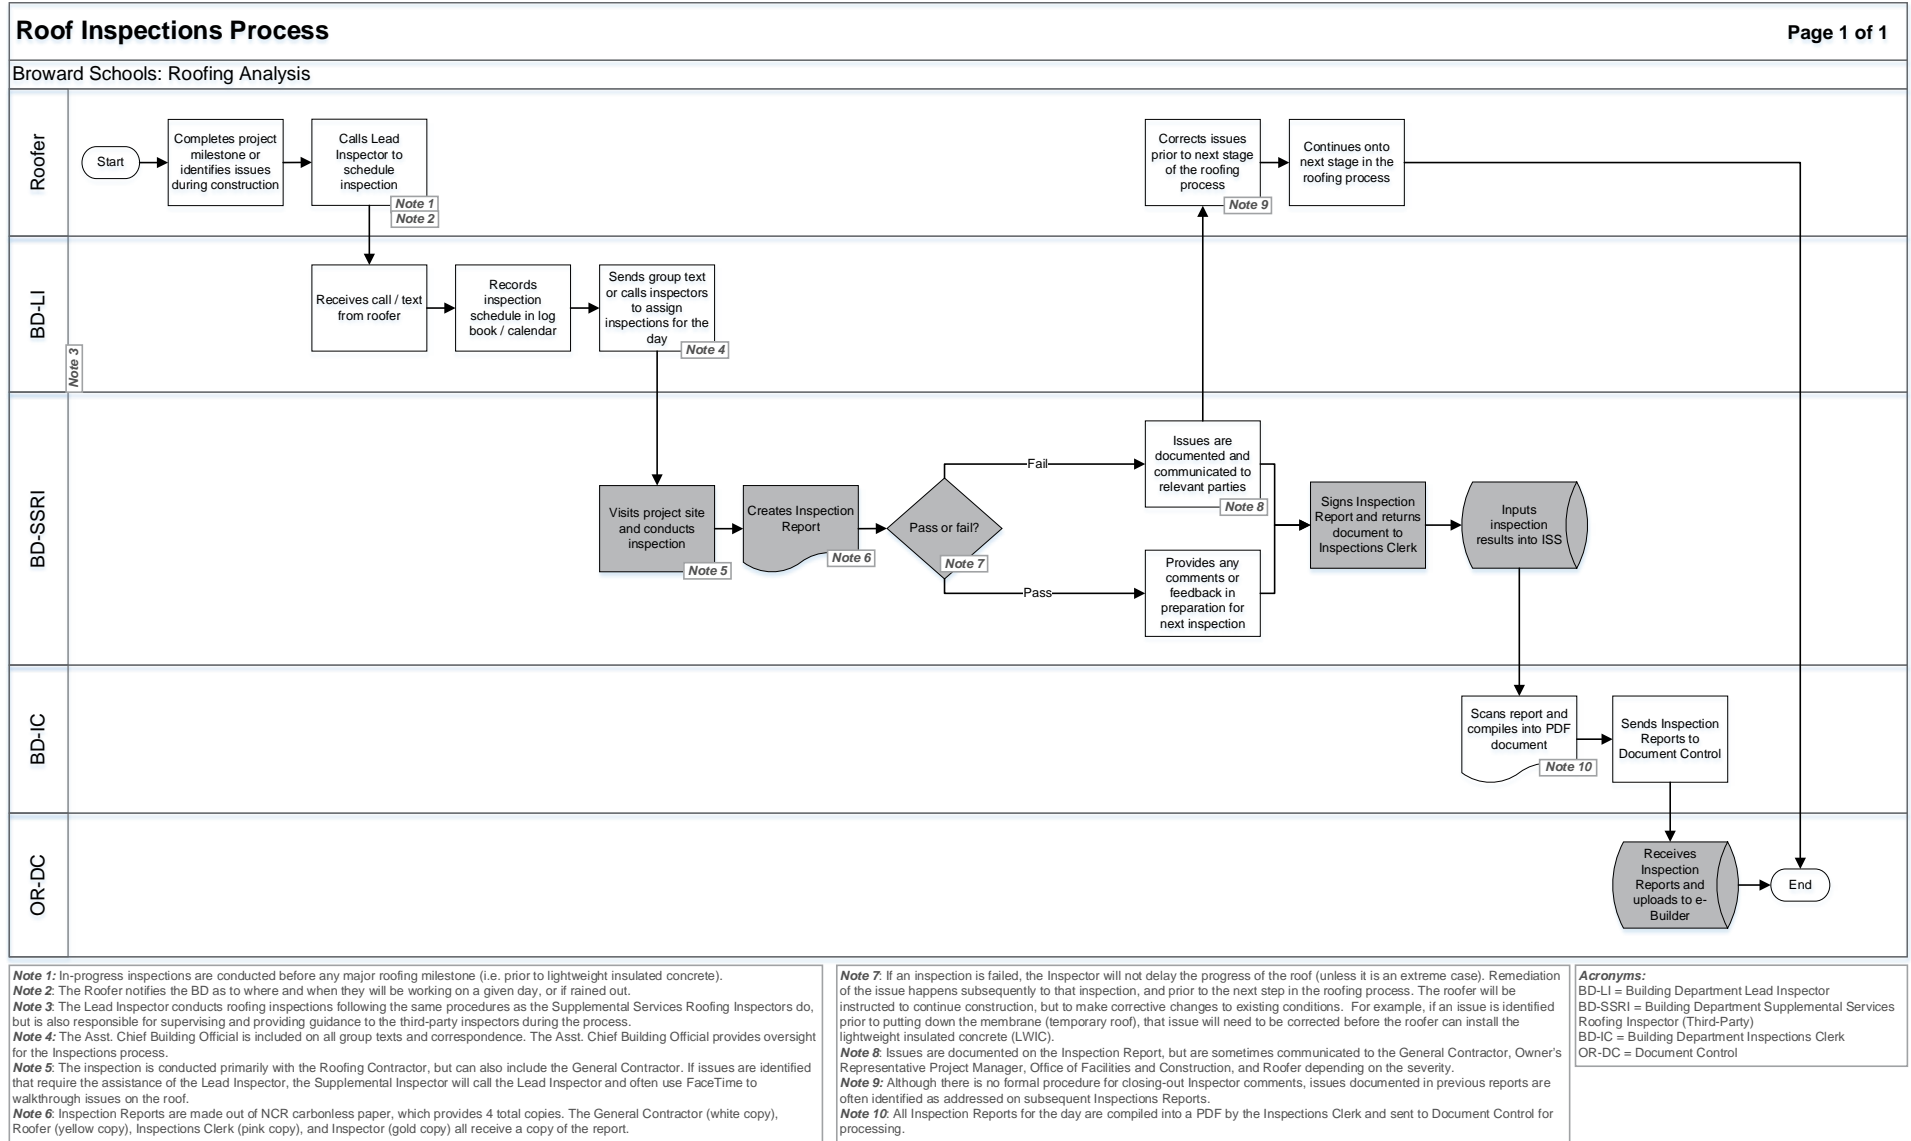 Roof Inspections Process
Page 1 of 1
Broward Schools: Roofing Analysis
Roofer
Start
Completes project
milestone or
identifies issues
during construction
Calls Lead
Inspector to
schedule
inspection
Note 1
Note 2
Corrects issues
prior to next stage
of the roofing
process
Note 9
Continues onto
next stage in the
roofing process
BD-LI
Note 3
Receives call / text
from roofer
Records
inspection
schedule in log
book / calendar
Sends group text
or calls inspectors
to assign
inspections for the
day
Note 4
BD-SSRI
Visits project site
and conducts
inspection
Note 5
Creates Inspection
Report
Note 6
Pass or fail?
Note 7
Fail
Pass
Issues are
documented and
communicated to
relevant parties
Note 8
Provides any
comments or
feedback in
preparation for
next inspection
Signs Inspection
Report and returns
document to
Inspections Clerk
Inputs
inspection
results into ISS
BD-IC
Scans report and
compiles into PDF
document
Note 10
Sends Inspection
Reports to
Document Control
OR-DC
Receives
Inspection
Reports and
uploads to e-
Builder
End
Note 1: In-progress inspections are conducted before any major roofing milestone (i.e. prior to lightweight insulated concrete).
Note 2: The Roofer notifies the BD as to where and when they will be working on a given day, or if rained out.
Note 3: The Lead Inspector conducts roofing inspections following the same procedures as the Supplemental Services Roofing Inspectors do,
but is also responsible for supervising and providing guidance to the third-party inspectors during the process.
Note 4: The Asst. Chief Building Official is included on all group texts and correspondence. The Asst. Chief Building Official provides oversight
for the Inspections process.
Note 5: The inspection is conducted primarily with the Roofing Contractor, but can also include the General Contractor. If issues are identified
that require the assistance of the Lead Inspector, the Supplemental Inspector will call the Lead Inspector and often use FaceTime to
walkthrough issues on the roof.
Note 6: Inspection Reports are made out of NCR carbonless paper, which provides 4 total copies. The General Contractor (white copy),
Roofer (yellow copy), Inspections Clerk (pink copy), and Inspector (gold copy) all receive a copy of the report.
Note 7: If an inspection is failed, the Inspector will not delay the progress of the roof (unless it is an extreme case). Remediation
of the issue happens subsequently to that inspection, and prior to the next step in the roofing process. The roofer will be
instructed to continue construction, but to make corrective changes to existing conditions. For example, if an issue is identified
prior to putting down the membrane (temporary roof), that issue will need to be corrected before the roofer can install the
lightweight insulated concrete (LWIC).
Note 8: Issues are documented on the Inspection Report, but are sometimes communicated to the General Contractor, Owner's
Representative Project Manager, Office of Facilities and Construction, and Roofer depending on the severity.
Note 9: Although there is no formal procedure for closing-out Inspector comments, issues documented in previous reports are
often identified as addressed on subsequent Inspections Reports.
Note 10: All Inspection Reports for the day are compiled into a PDF by the Inspections Clerk and sent to Document Control for
processing.
Acronyms:
BD-LI = Building Department Lead Inspector
BD-SSRI = Building Department Supplemental Services
Roofing Inspector (Third-Party)
BD-IC = Building Department Inspections Clerk
OR-DC = Document Control